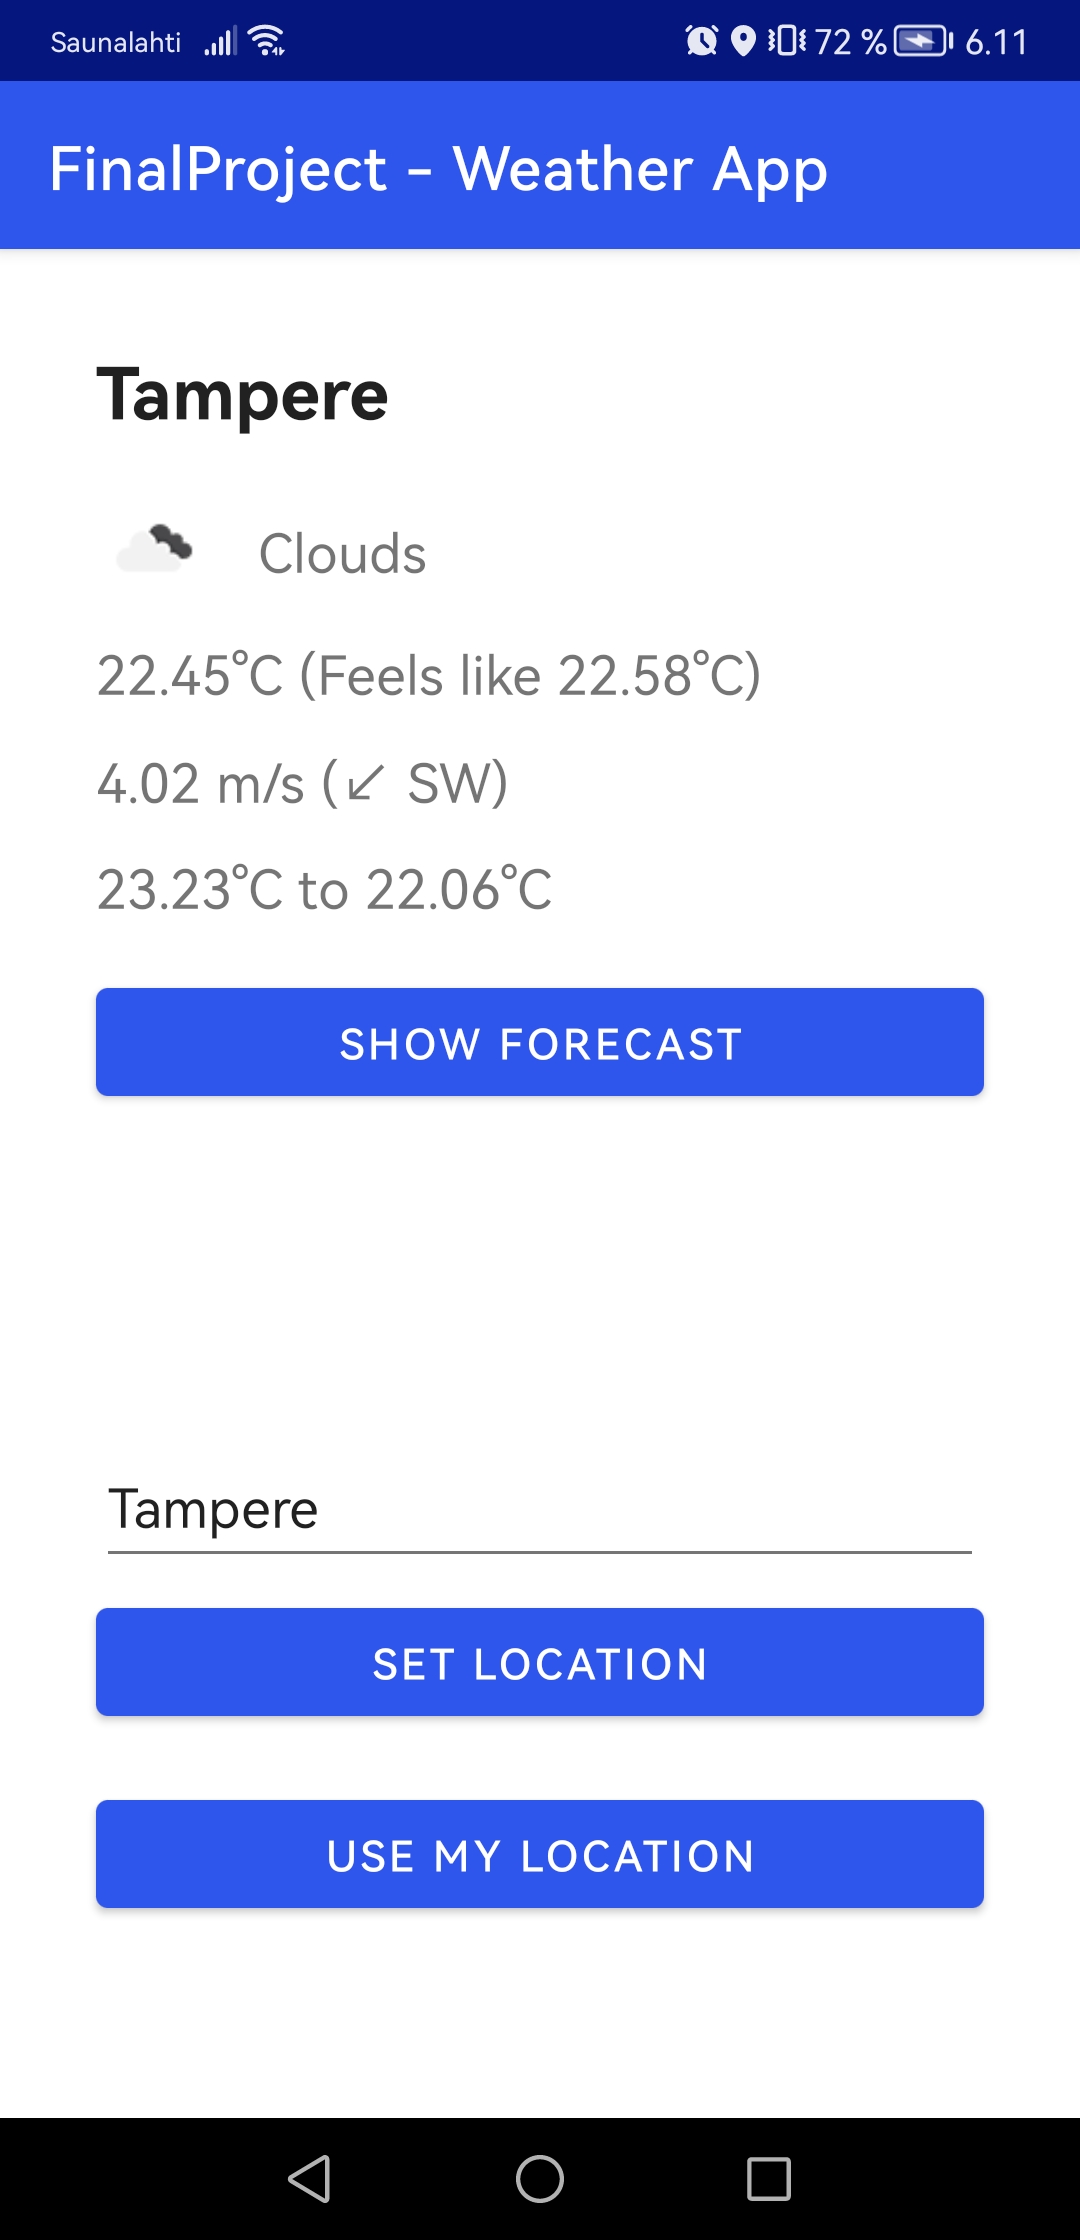 Saunalahti 72 % 6.11
FinalProject - Weather App
Tampere
Clouds
22.45°C (Feels like 22.58°C)
4.02 m/s (↙ SW)
23.23°C to 22.06°C
SHOW FORECAST
Tampere
SET LOCATION
USE MY LOCATION